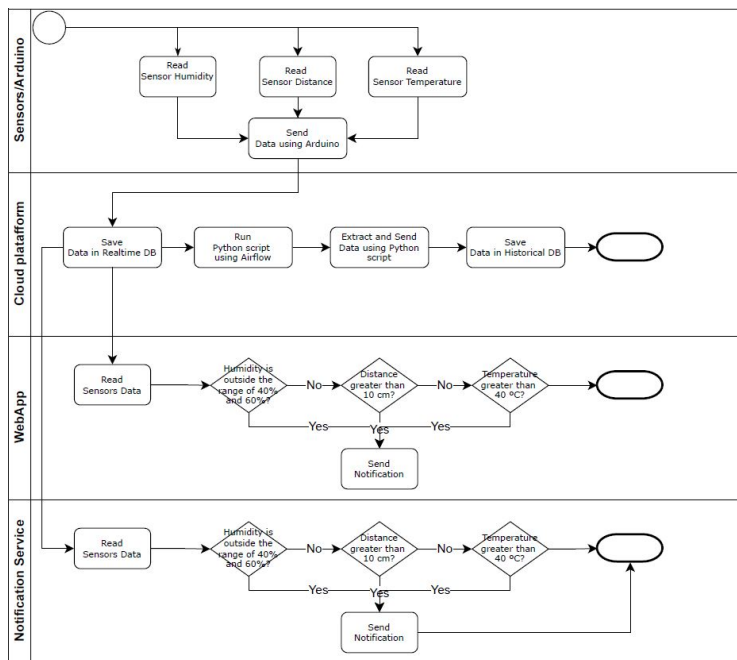 Sensors/Arduino
Read
Sensor Humidity
Read
Sensor Distance
Read
Sensor Temperature
Send
Data using Arduino
Cloud platafform
Save
Data in Realtime DB
Run
Python script
using Airflow
Extract and Send
Data using Python
script
Save
Data in Historical DB
WebApp
Read
Sensors Data
Humidity is
outside the
range of 40%
and 60%?
No
Distance
greater than
10 cm?
No
Temperature
greater than
40 ºC?
Yes
Yes
Yes
Send
Notification
Notification Service
Read
Sensors Data
Humidity is
outside the
range of 40%
and 60%?
No
Distance
greater than
10 cm?
No
Temperature
greater than
40 ºC?
Yes
Yes
Yes
Send
Notification